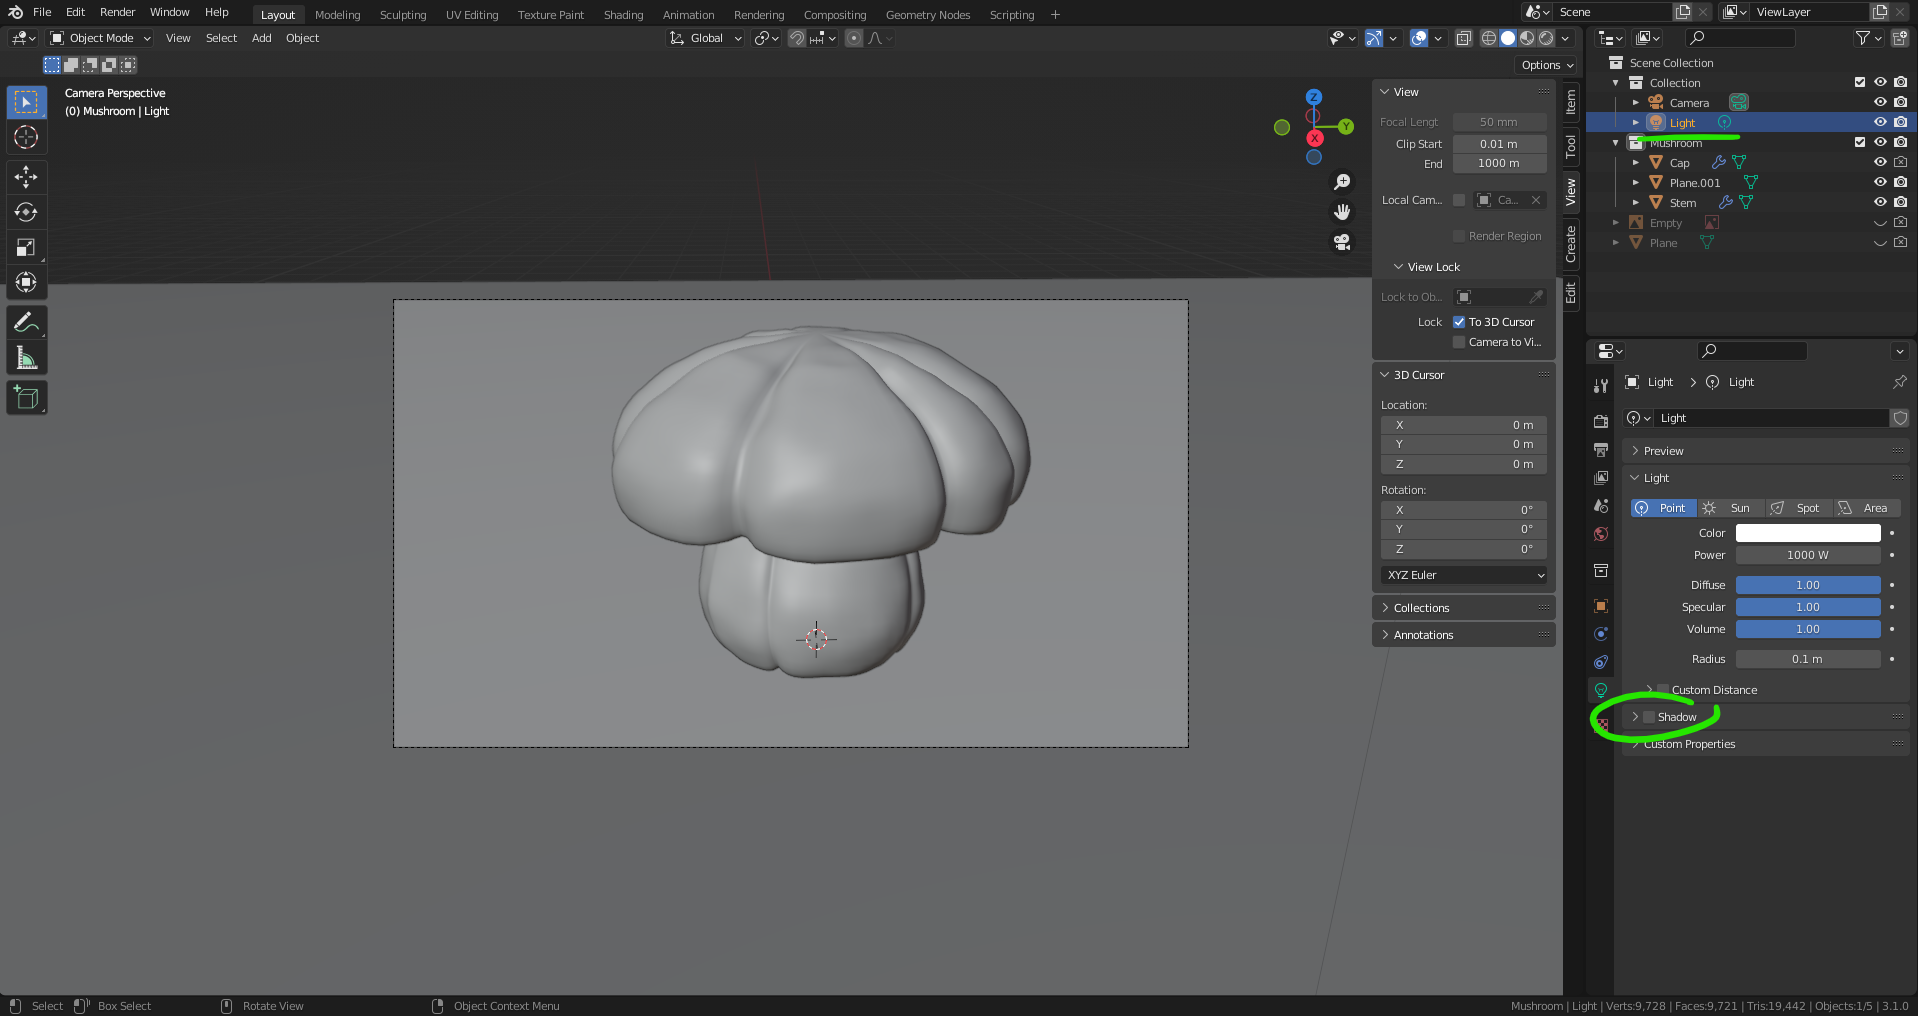 File Edit Render Window Help Layout Modeling Sculpting UV Editing Texture Paint Shading Animation Rendering Compositing Geometry Nodes Scripting + Scene ViewLayer
Object Mode View Select Add Object Global
Options
Camera Perspective
(0) Mushroom | Light
Z
Y
X
View
Focal Lengt 50 mm
Clip Start 0.01 m
End 1000 m
Local Cam... Ca...
Render Region
View Lock
Lock to Ob...
Lock To 3D Cursor
Camera to Vi...
3D Cursor
Location:
X 0 m
Y 0 m
Z 0 m
Rotation:
X 0°
Y 0°
Z 0°
XYZ Euler
Collections
Annotations
Item
Tool
View
Create
Edit
Scene Collection
Collection
Camera
Light
Mushroom
Cap
Plane.001
Stem
Empty
Plane
Light > Light
Light
Preview
Light
Point Sun Spot Area
Color
Power 1000 W
Diffuse 1.00
Specular 1.00
Volume 1.00
Radius 0.1 m
Custom Distance
Shadow
Custom Properties
Select Box Select Rotate View Object Context Menu Mushroom | Light | Verts:9,728 | Faces:9,721 | Tris:19,442 | Objects:1/5 | 3.1.0